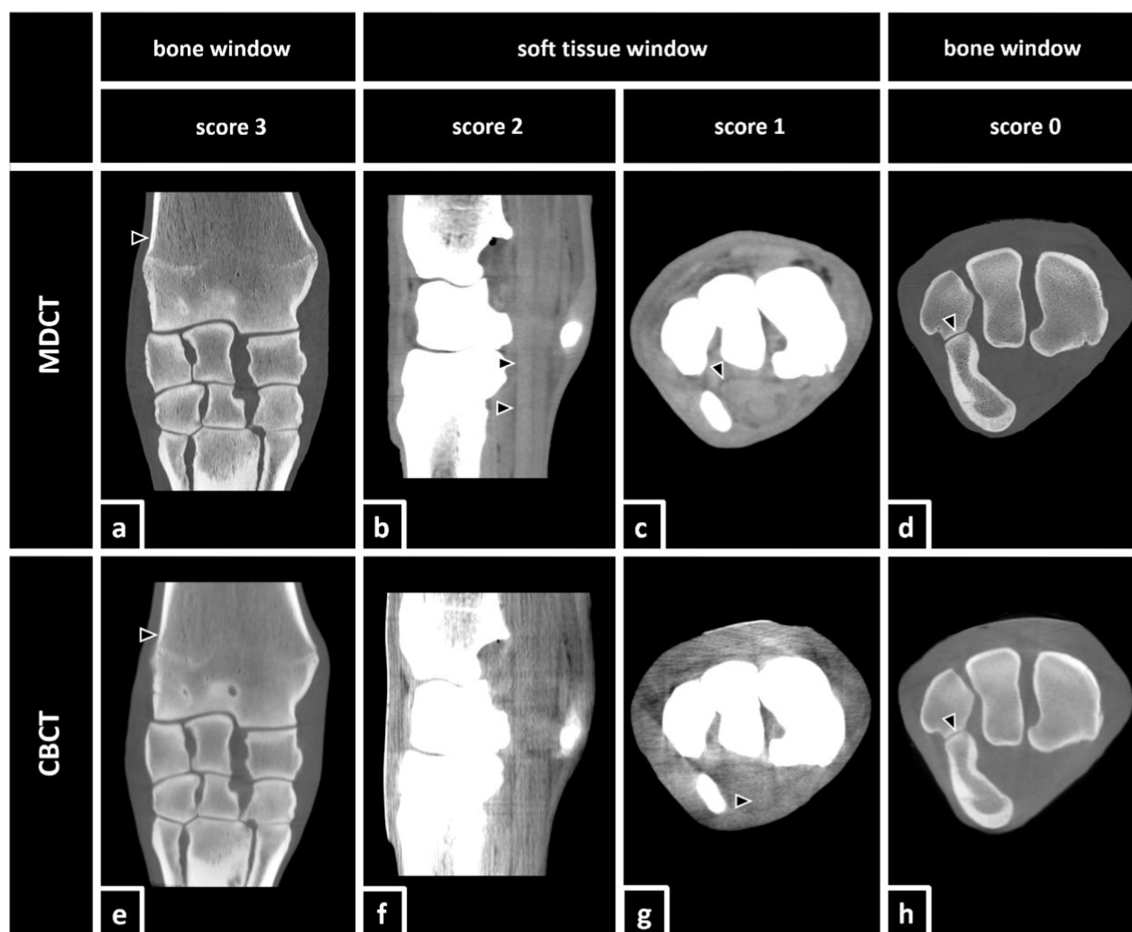 bone window
soft tissue window
bone window
score 3
score 2
score 1
score 0
MDCT
a
b
c
d
CBCT
e
f
g
h